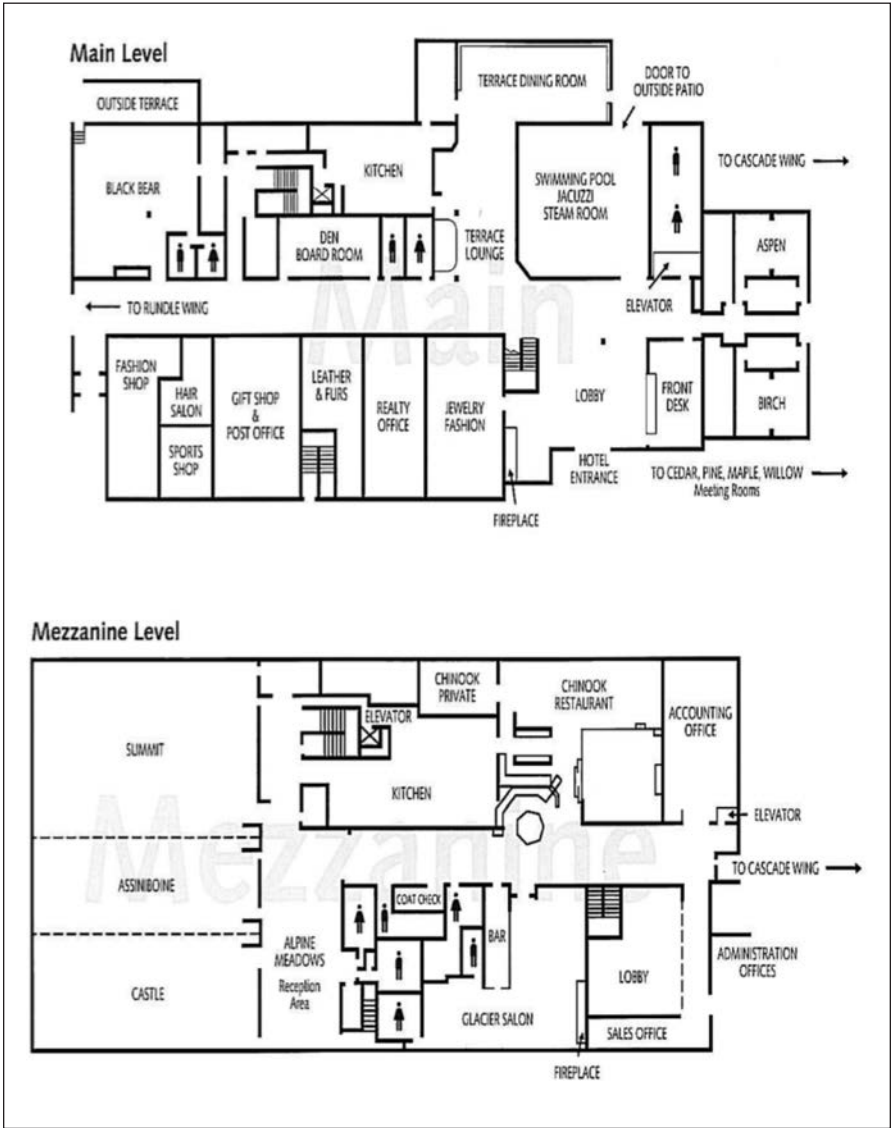 Main Level
OUTSIDE TERRACE
TERRACE DINING ROOM
DOOR TO
OUTSIDE PATIO
BLACK BEAR
KITCHEN
SWIMMING POOL
JACUZZI
STEAM ROOM
TO CASCADE WING
DEN
BOARD ROOM
TERRACE
LOUNGE
ASPEN
ELEVATOR
TO RUNDLE WING
Main
FASHION
SHOP
HAIR
SALON
SPORTS
SHOP
GIFT SHOP
&
POST OFFICE
LEATHER
& FURS
REALTY
OFFICE
JEWELRY
FASHION
LOBBY
FRONT
DESK
BIRCH
HOTEL
ENTRANCE
TO CEDAR, PINE, MAPLE, WILLOW
Meeting Rooms
FIREPLACE
Mezzanine Level
CHINOOK
PRIVATE
CHINOOK
RESTAURANT
ACCOUNTING
OFFICE
ELEVATOR
SUMMIT
KITCHEN
ELEVATOR
Mezzanine
TO CASCADE WING
ASSINIBOINE
COAT CHECK
BAR
ALPINE
MEADOWS
Reception
Area
ADMINISTRATION
OFFICES
CASTLE
LOBBY
GLACIER SALON
SALES OFFICE
FIREPLACE